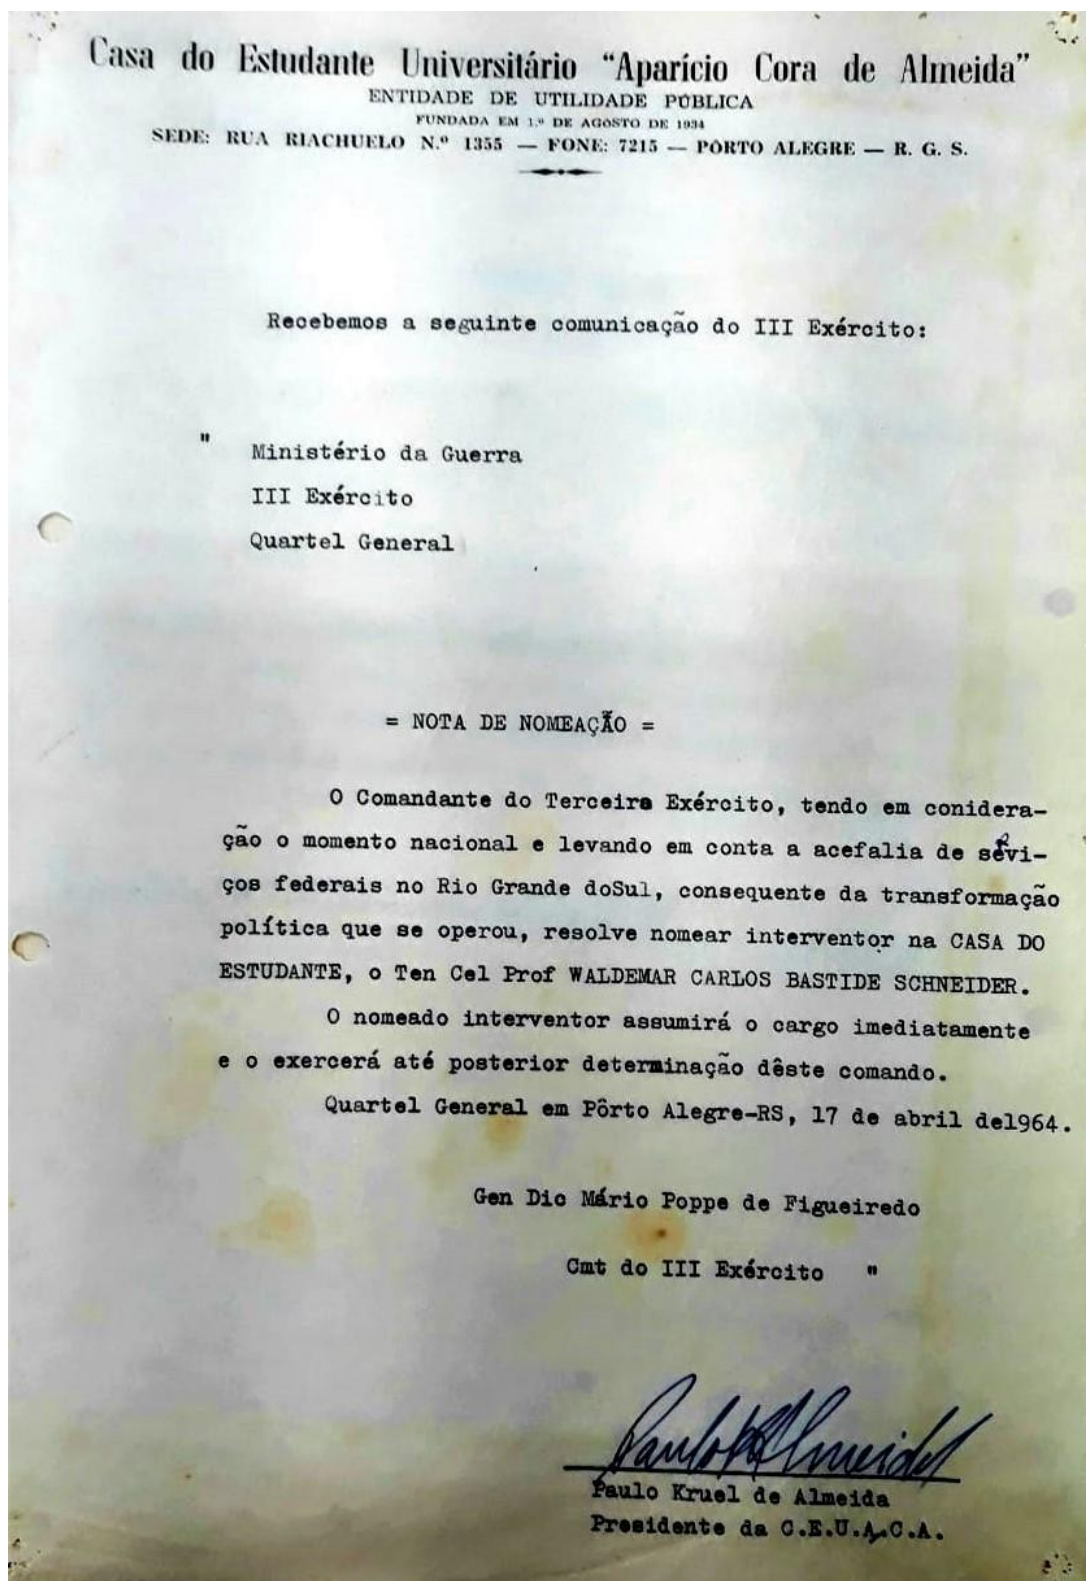 Casa do Estudante Universitário “Aparício Cora de Almeida”
ENTIDADE DE UTILIDADE PÚBLICA
FUNDADA EM 1.º DE AGÔSTO DE 1934
SEDE: RUA RIACHUELO N.º 1355 — FONE: 7215 — PÔRTO ALEGRE — R. G. S.
Recebemos a seguinte comunicação do III Exército:
"
Ministério da Guerra
III Exército
Quartel General
= NOTA DE NOMEAÇÃO =
O Comandante do Terceiro Exército, tendo em conidera-
ção o momento nacional e levando em conta a acefalia de servi-
ços federais no Rio Grande doSul, consequente da transformação
política que se operou, resolve nomear interventor na CASA DO
ESTUDANTE, o Ten Cel Prof WALDEMAR CARLOS BASTIDE SCHNEIDER.
O nomeado interventor assumirá o cargo imediatamente
e o exercerá até posterior determinação dêste comando.
Quartel General em Pôrto Alegre-RS, 17 de abril de1964.
Gen Dic Mário Poppe de Figueiredo
Cmt do III Exército "
Paulo K Almeida
Paulo Kruel de Almeida
Presidente da C.E.U.A.C.A.